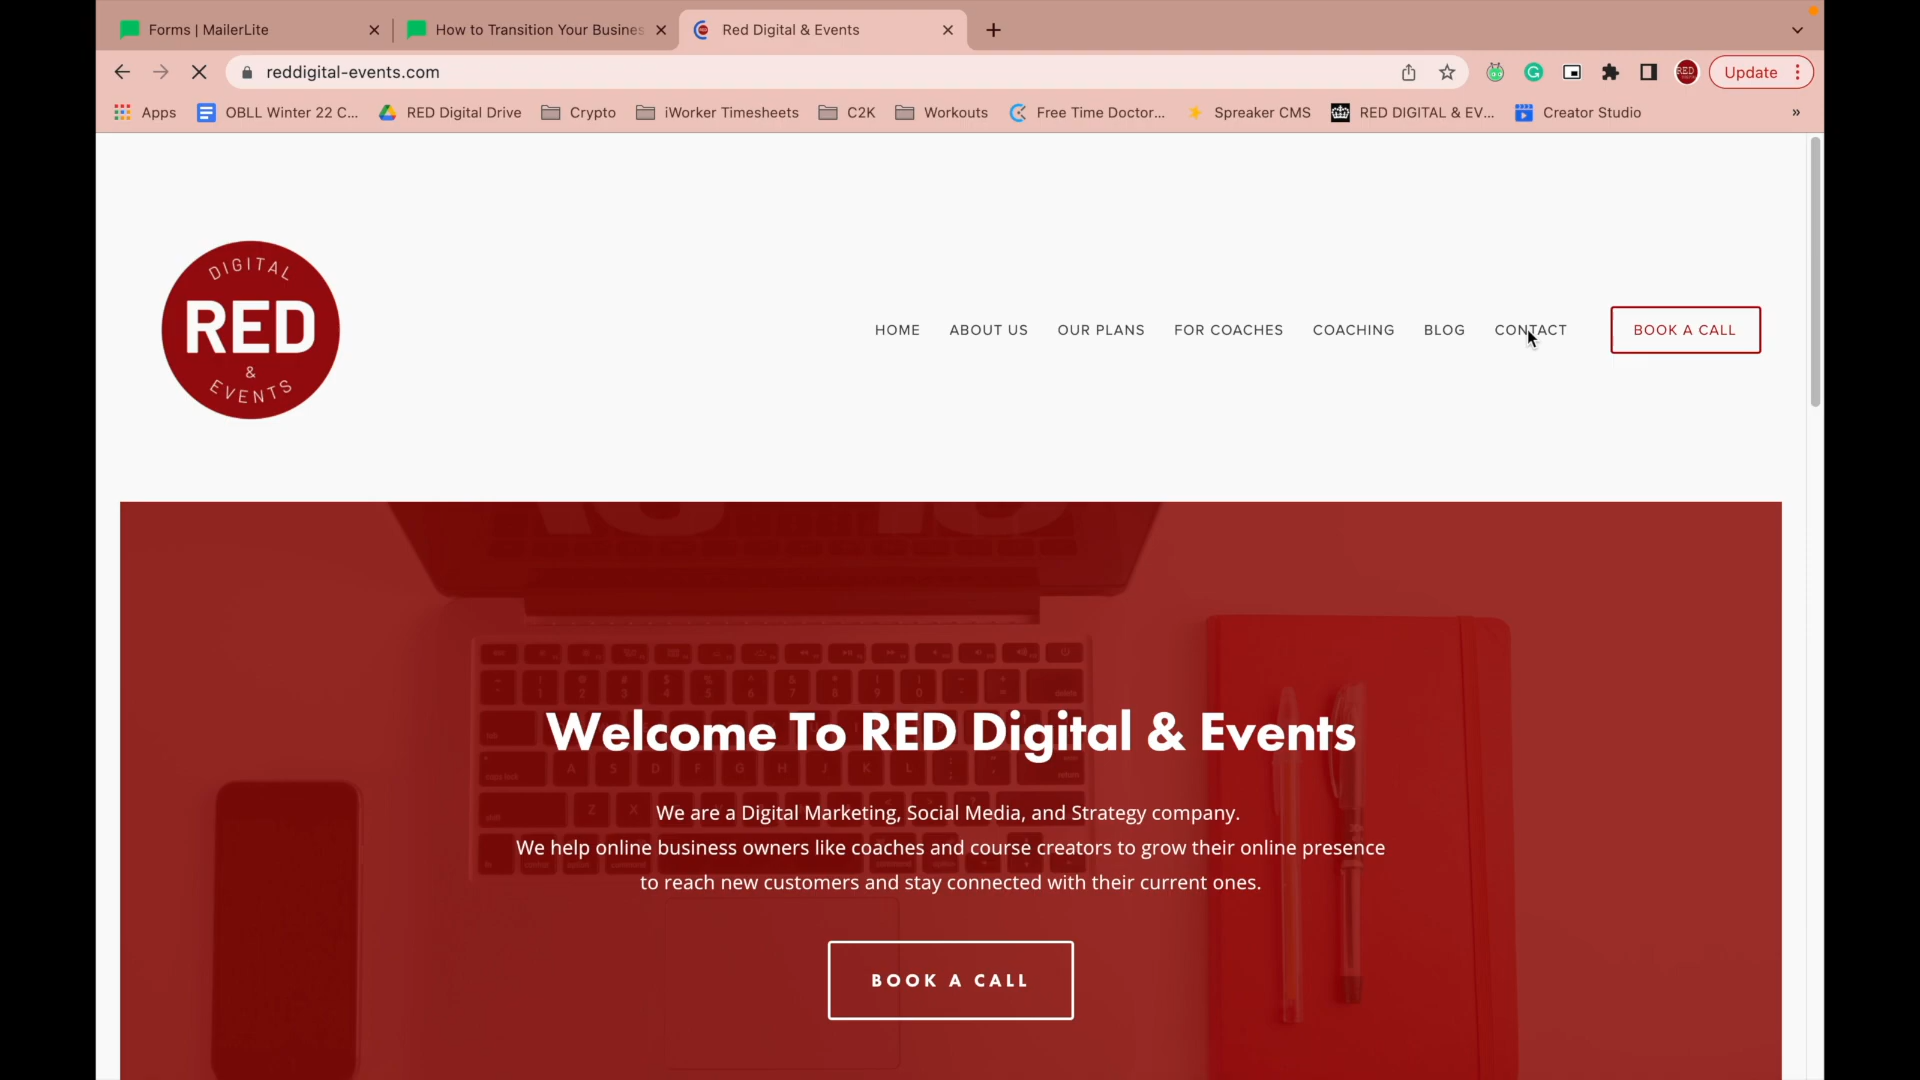 Forms | MailerLite
How to Transition Your Busines
Red Digital & Events
reddigital-events.com
Update
Apps
OBLL Winter 22 C...
RED Digital Drive
Crypto
iWorker Timesheets
C2K
Workouts
Free Time Doctor...
Spreaker CMS
RED DIGITAL & EV...
Creator Studio
»
DIGITAL
RED
&
EVENTS
HOME
ABOUT US
OUR PLANS
FOR COACHES
COACHING
BLOG
CONTACT
BOOK A CALL
Welcome To RED Digital & Events
We are a Digital Marketing, Social Media, and Strategy company.
We help online business owners like coaches and course creators to grow their online presence
to reach new customers and stay connected with their current ones.
BOOK A CALL